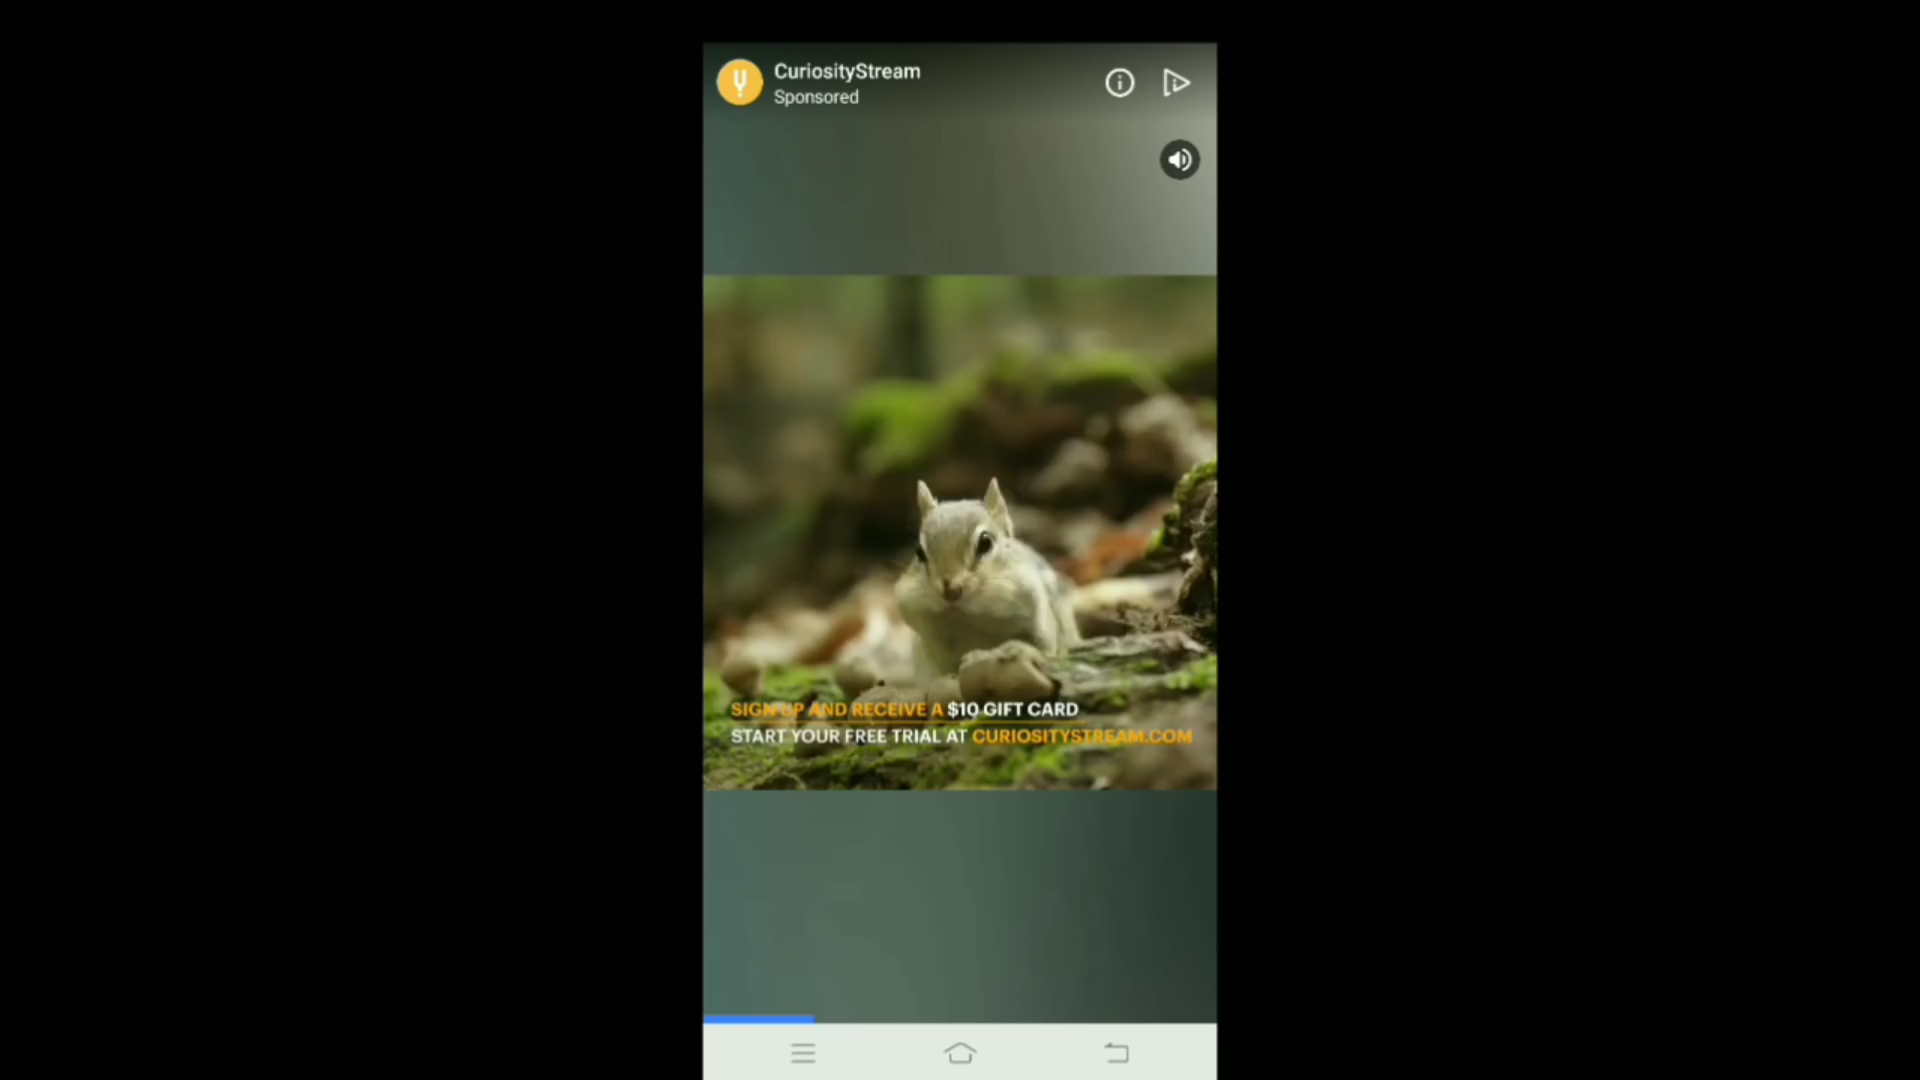 CuriosityStream
Sponsored
SIGN UP AND RECEIVE A $10 GIFT CARD
START YOUR FREE TRIAL AT CURIOSITYSTREAM.COM